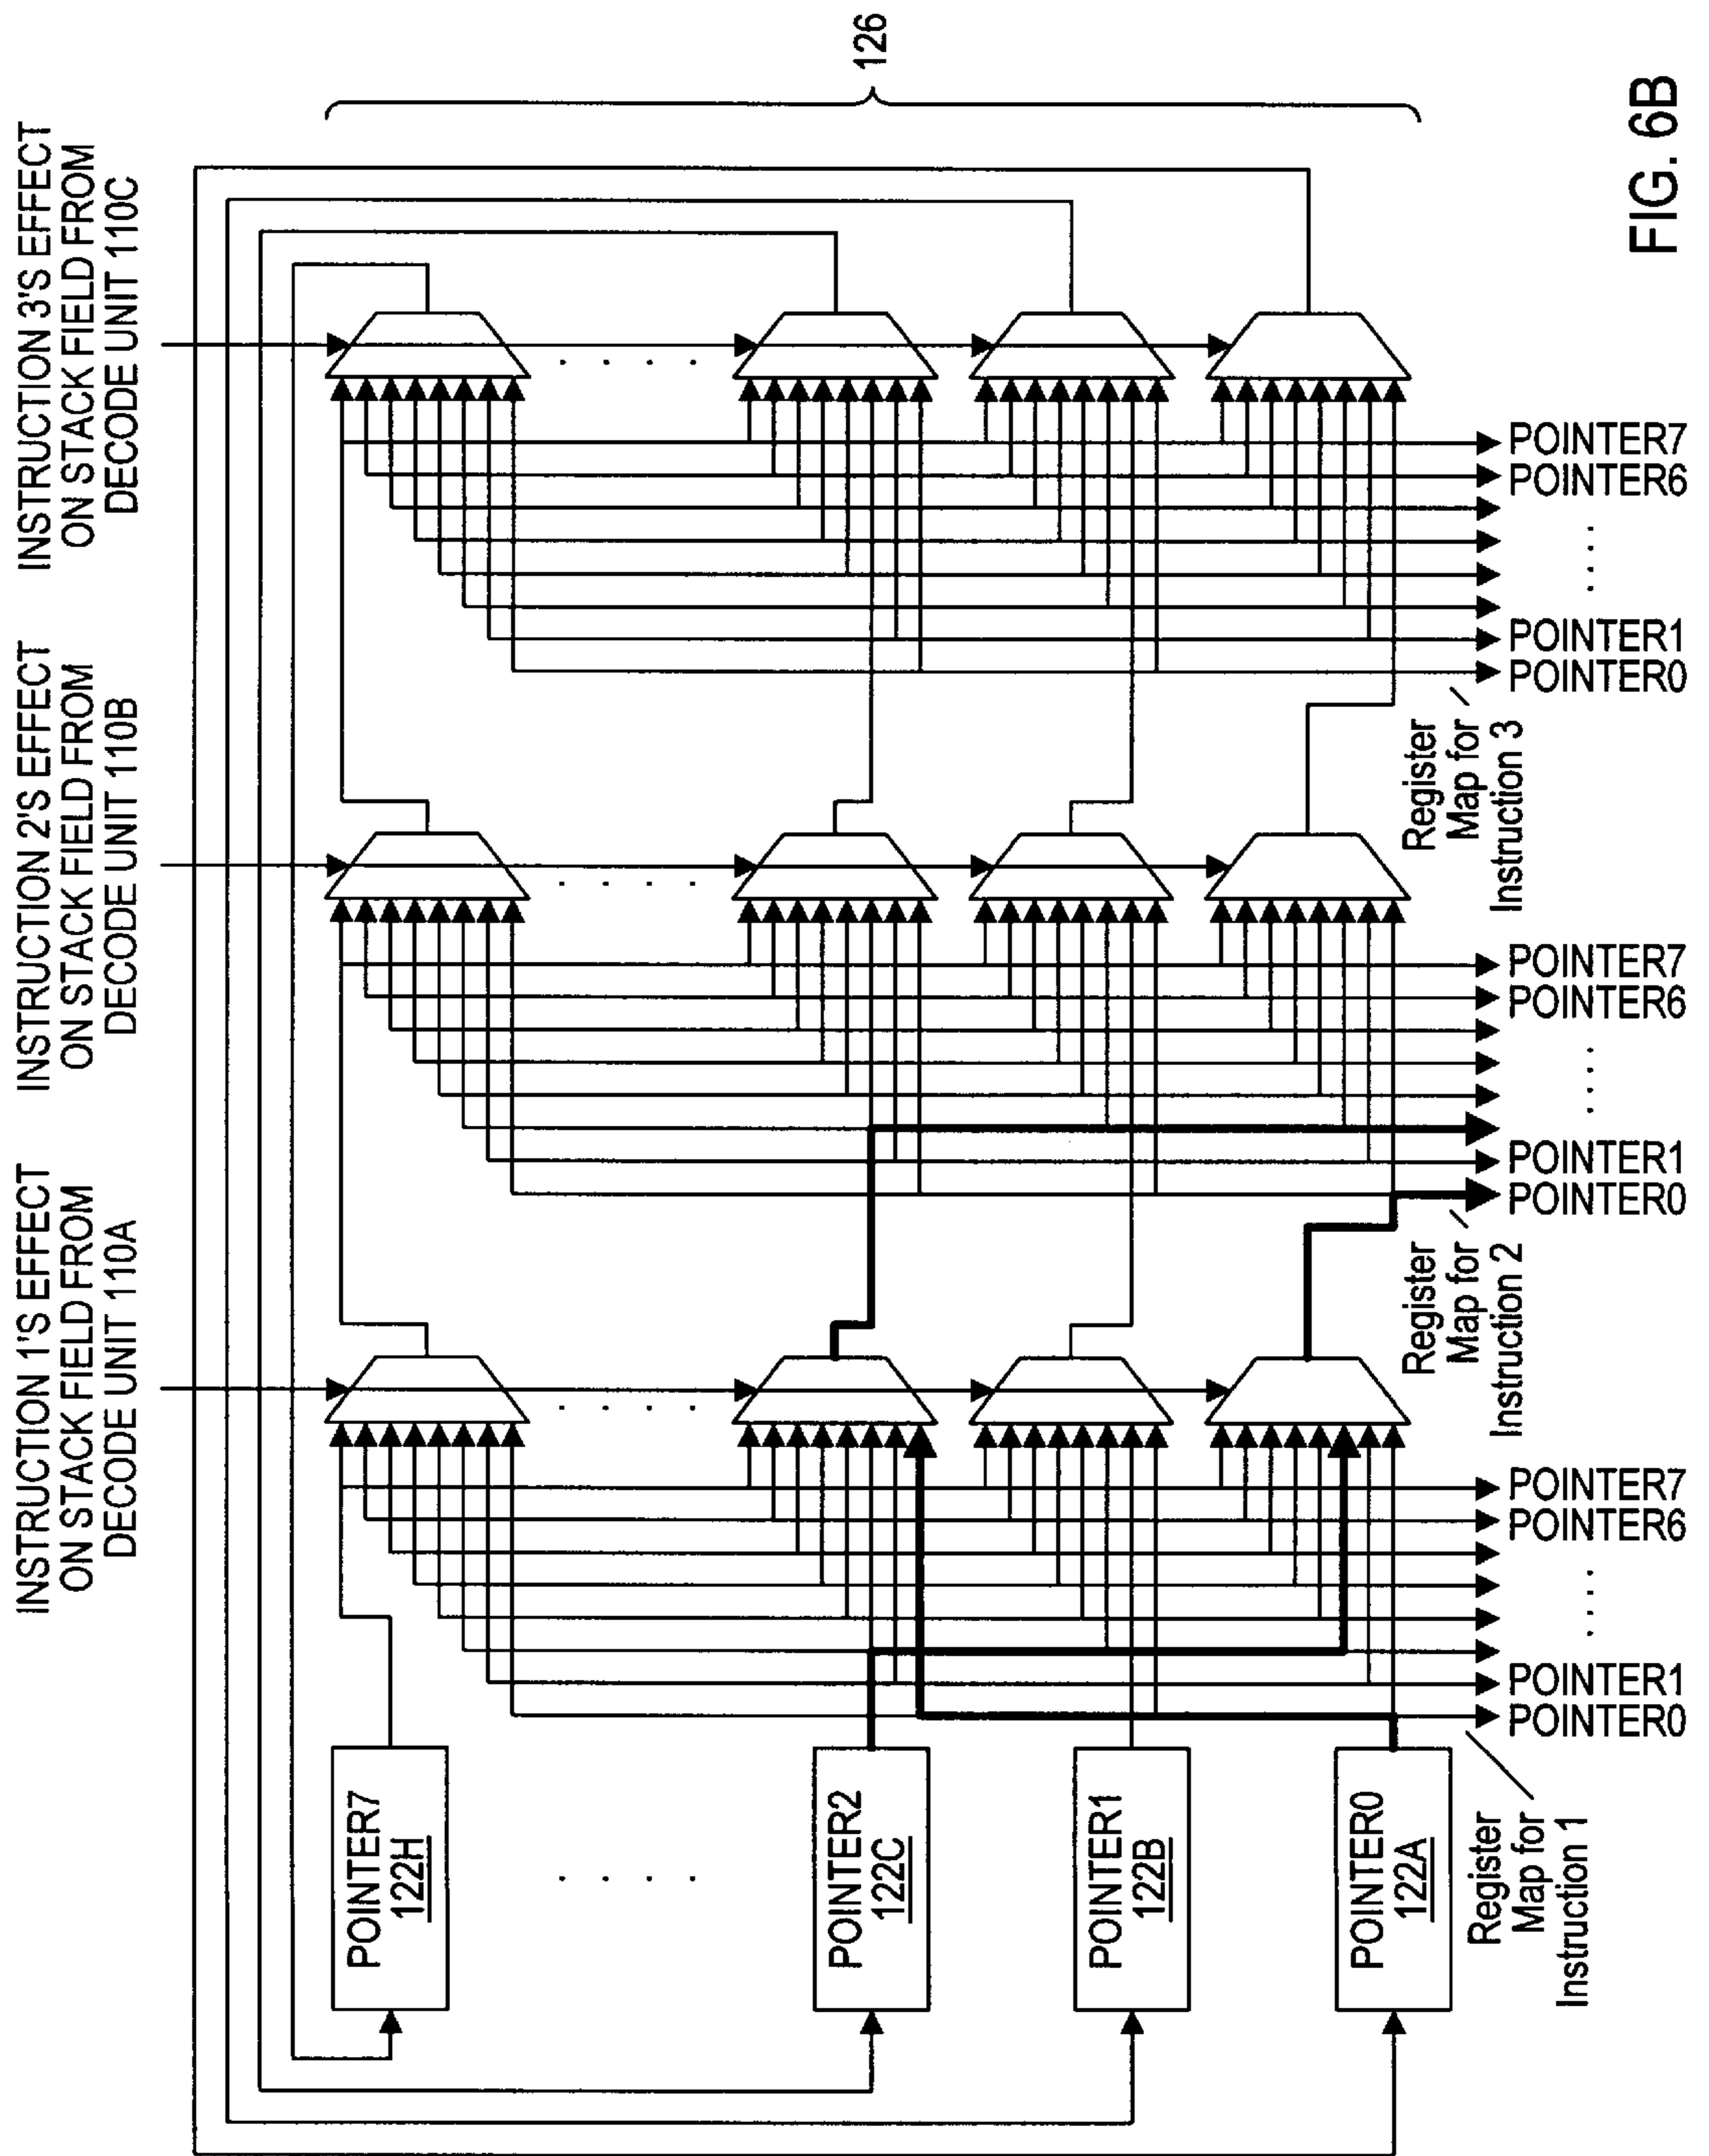 INSTRUCTION 1'S EFFECT
ON STACK FIELD FROM
DECODE UNIT 110A
INSTRUCTION 2'S EFFECT
ON STACK FIELD FROM
DECODE UNIT 110B
INSTRUCTION 3'S EFFECT
ON STACK FIELD FROM
DECODE UNIT 110C
POINTER7
122H
. . . .
. . . .
. . . .
. . . .
POINTER2
122C
POINTER1
122B
POINTER0
122A
126
Register
Map for
Instruction 1
POINTER0
POINTER1
. . . .
POINTER6
POINTER7
Register
Map for
Instruction 2
POINTER0
POINTER1
. . . .
POINTER6
POINTER7
Register
Map for
Instruction 3
POINTER0
POINTER1
. . . .
POINTER6
POINTER7
FIG. 6B